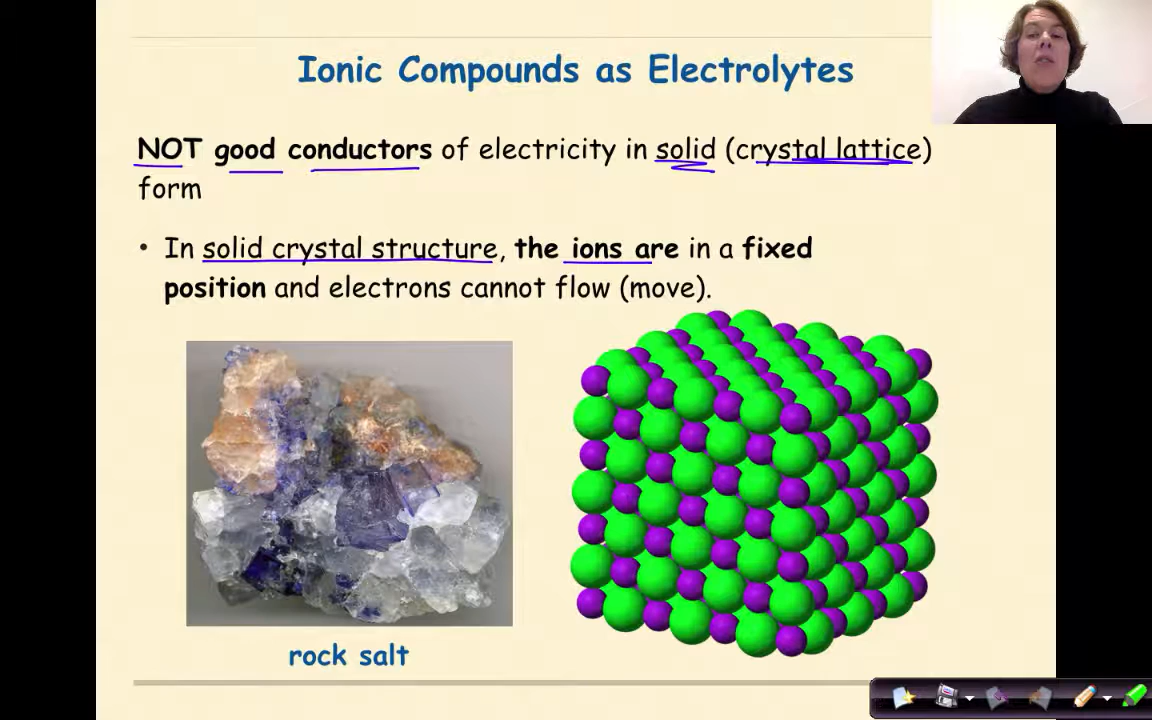 Ionic Compounds as Electrolytes
NOT good conductors of electricity in solid (crystal lattice)
form
• In solid crystal structure, the ions are in a fixed
position and electrons cannot flow (move).
rock salt